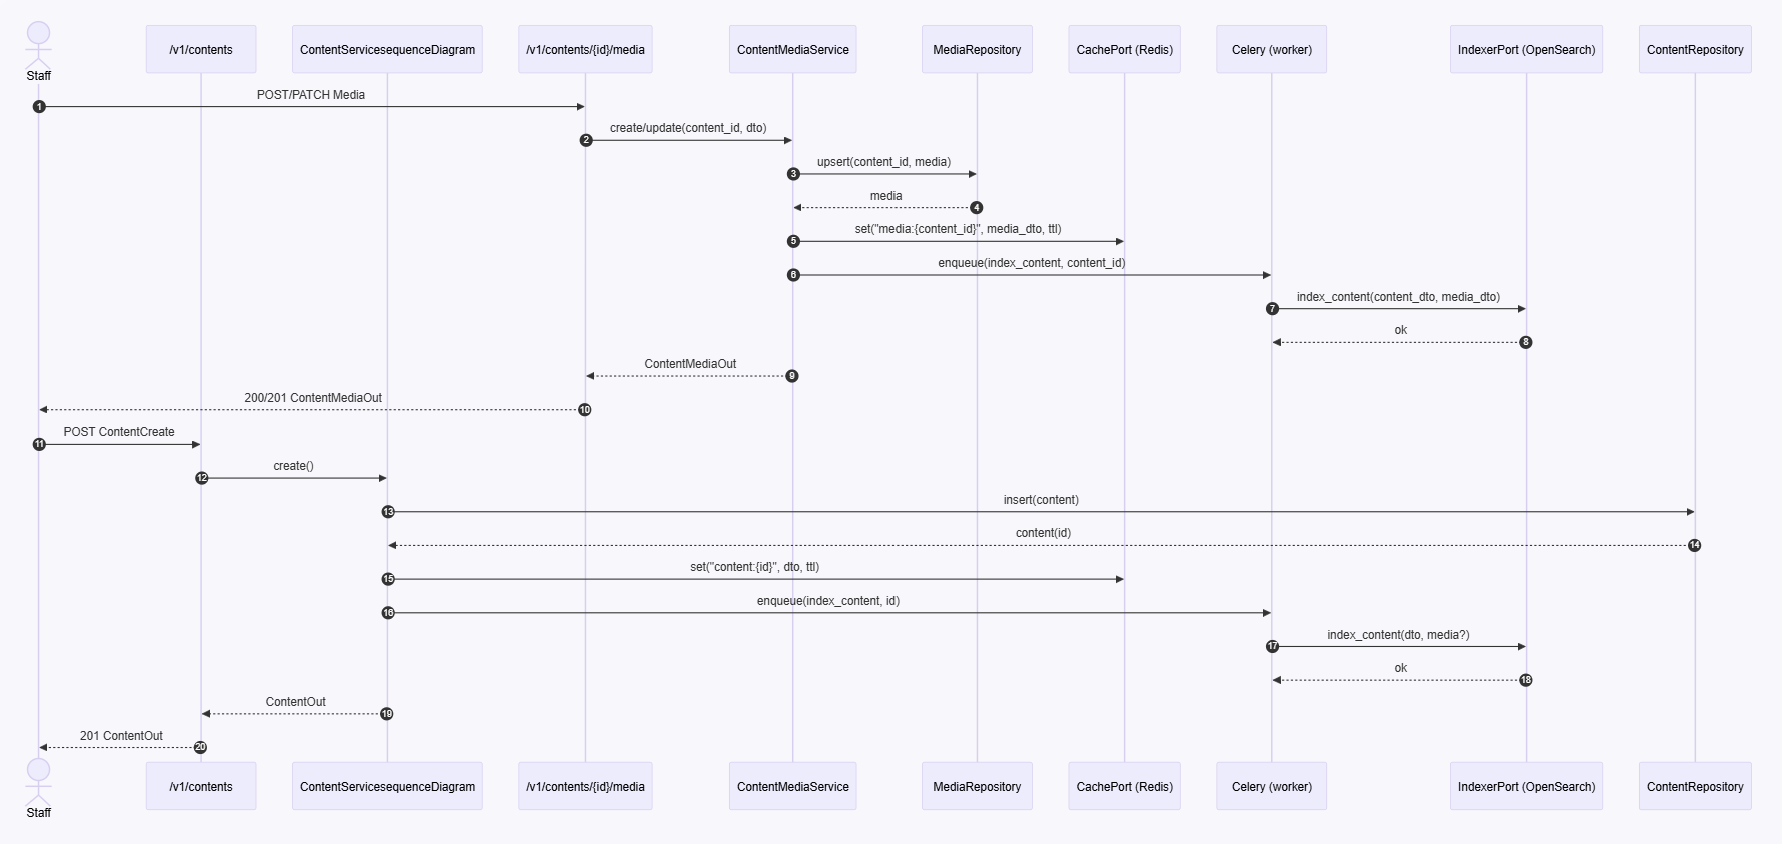 Staff
/v1/contents
ContentServicesequenceDiagram
/v1/contents/{id}/media
ContentMediaService
MediaRepository
CachePort (Redis)
Celery (worker)
IndexerPort (OpenSearch)
ContentRepository
1
POST/PATCH Media
2
create/update(content_id, dto)
3
upsert(content_id, media)
media
4
5
set("media:{content_id}", media_dto, ttl)
6
enqueue(index_content, content_id)
7
index_content(content_dto, media_dto)
ok
8
ContentMediaOut
9
200/201 ContentMediaOut
10
11
POST ContentCreate
12
create()
13
insert(content)
content(id)
14
15
set("content:{id}", dto, ttl)
16
enqueue(index_content, id)
17
index_content(dto, media?)
ok
18
ContentOut
19
201 ContentOut
20
Staff
/v1/contents
ContentServicesequenceDiagram
/v1/contents/{id}/media
ContentMediaService
MediaRepository
CachePort (Redis)
Celery (worker)
IndexerPort (OpenSearch)
ContentRepository